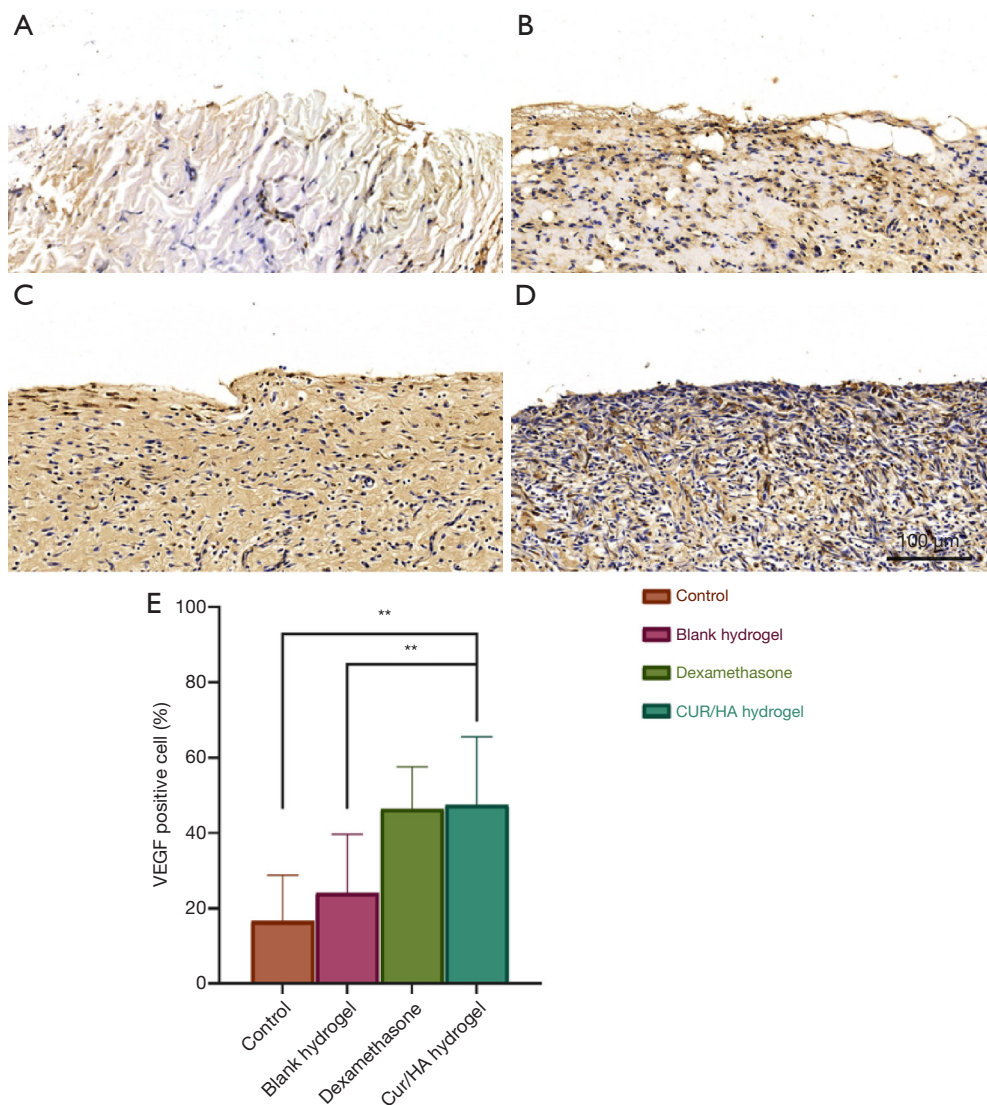 A
B
C
D
100 μm
E
100
80
60
40
20
0
VEGF positive cell (%)
**
**
Control
Blank hydrogel
Dexamethasone
Cur/HA hydrogel
Control
Blank hydrogel
Dexamethasone
CUR/HA hydrogel